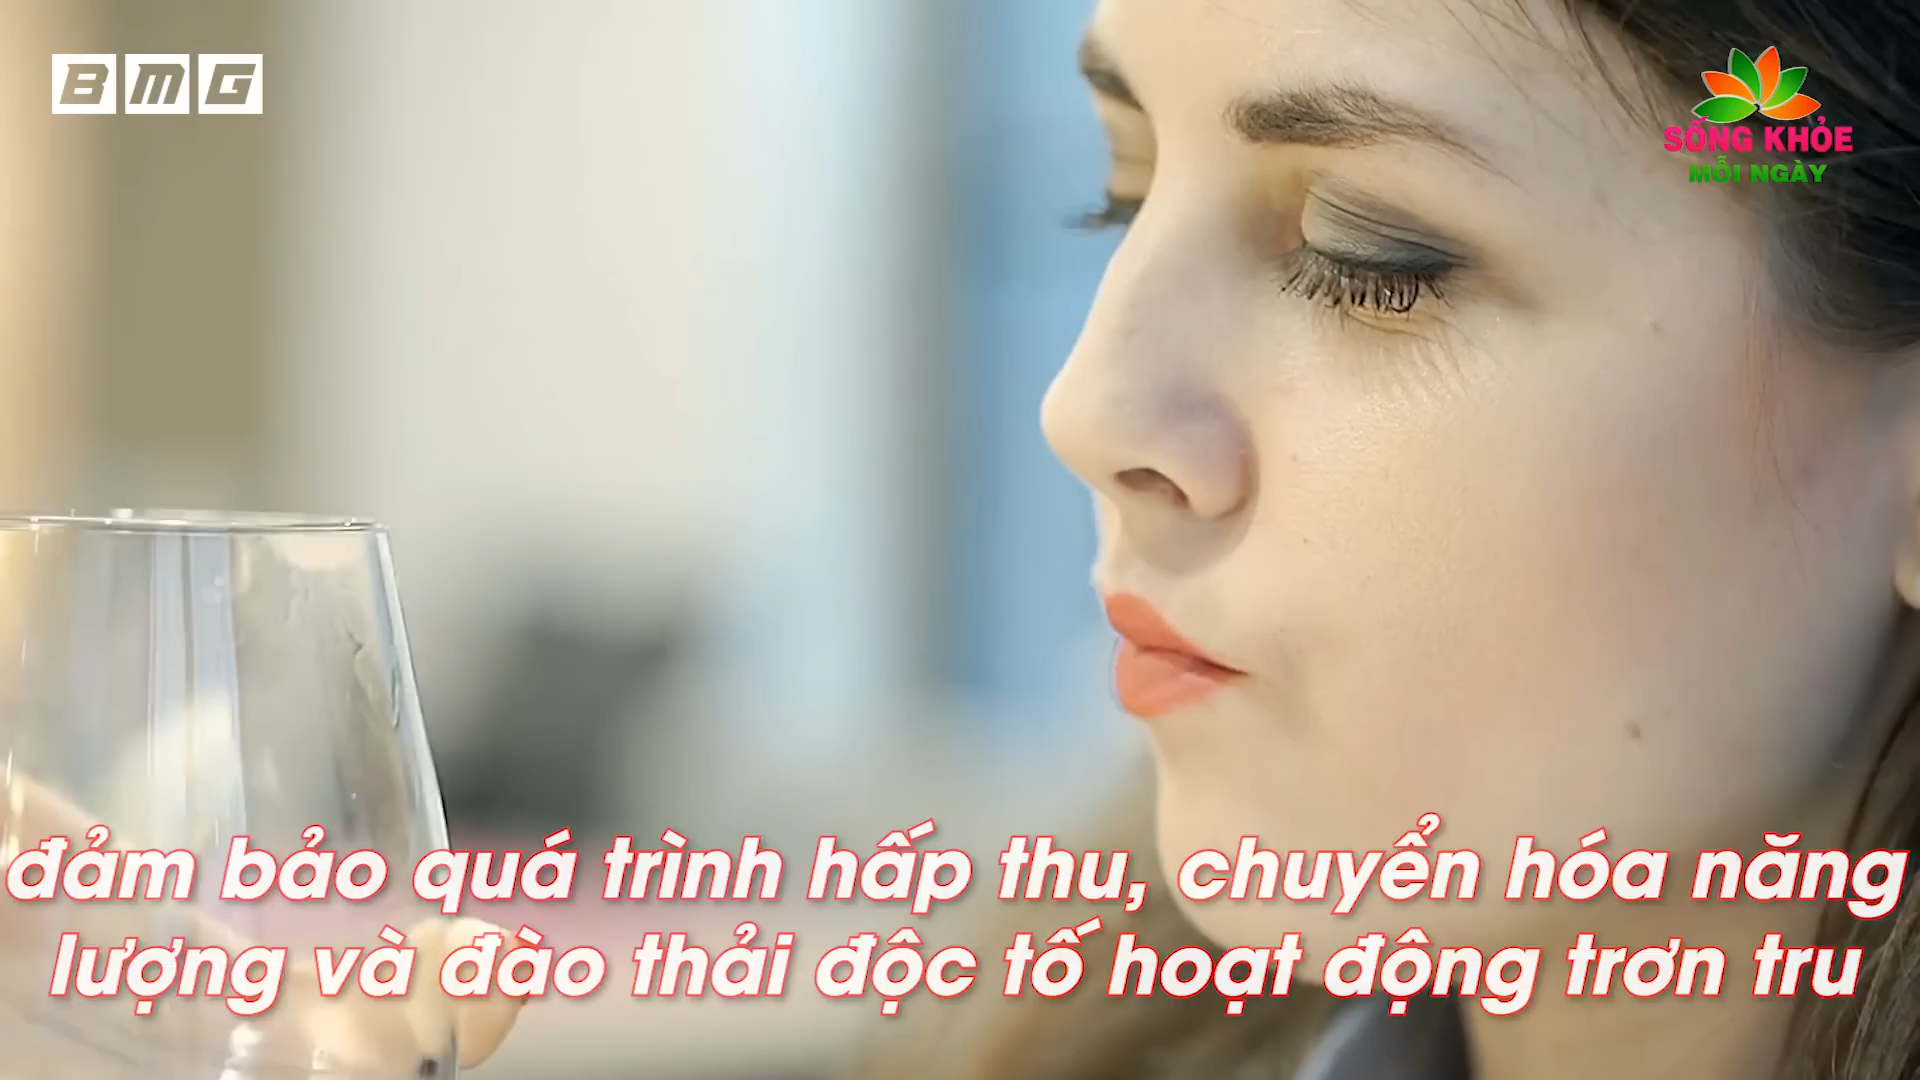 BMG
SỐNG KHỎE
MỖI NGÀY
đảm bảo quá trình hấp thu, chuyển hóa năng
lượng và đào thải độc tố hoạt động trơn tru